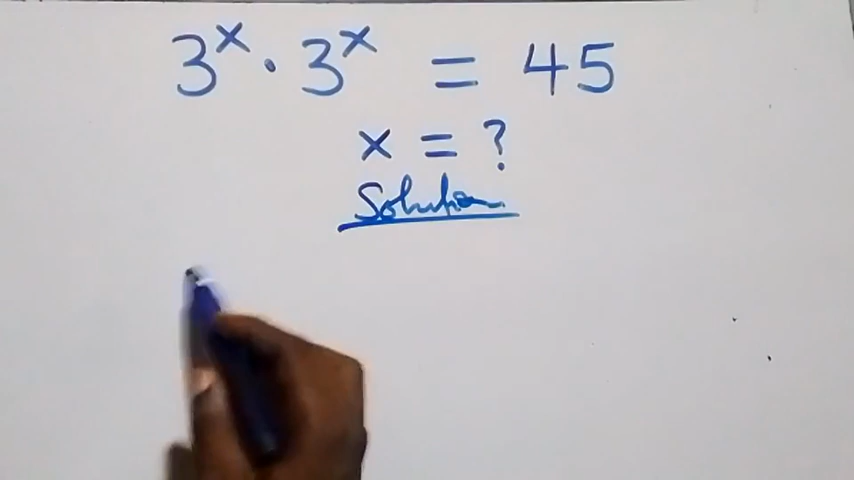 3^x · 3^x = 45
x = ?
Solution